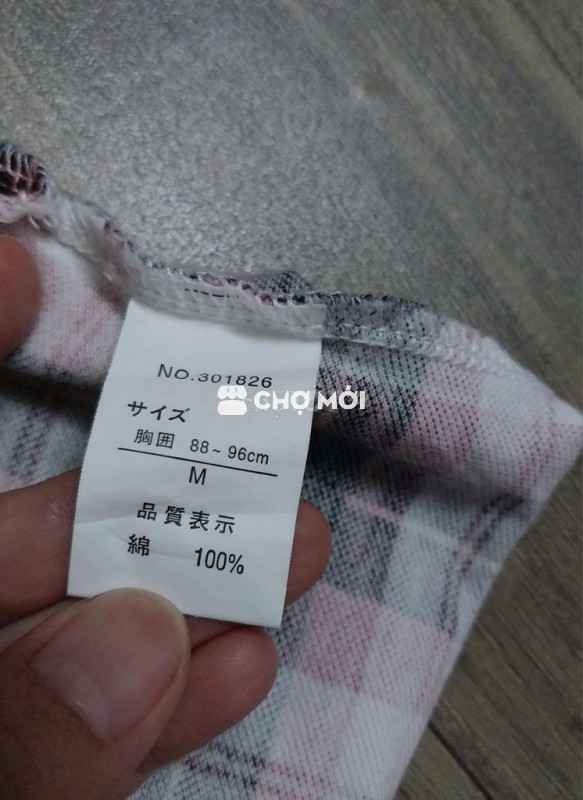 NO.301826
CHỢ MỚI
サイズ
胸囲 88~96cm
M
品質表示
綿 100%